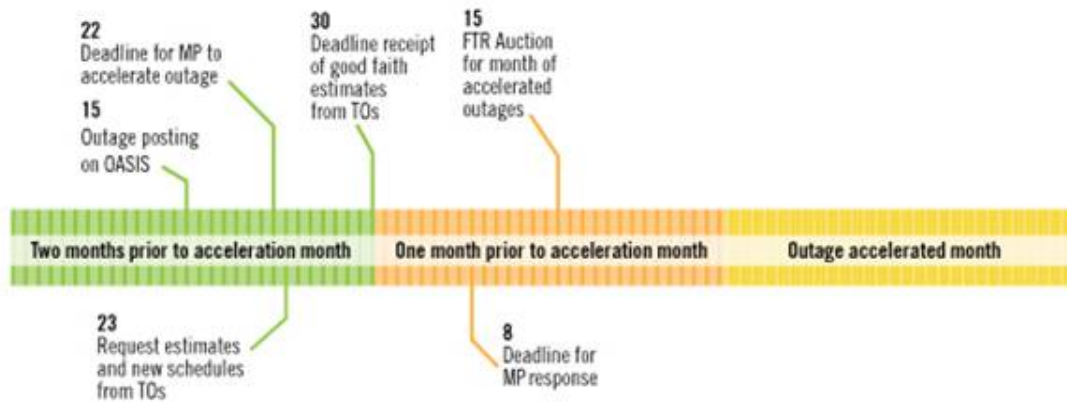 22
Deadline for MP to
accelerate outage
15
Outage posting
on OASIS
30
Deadline receipt
of good faith
estimates
from TOs
15
FTR Auction
for month of
accelerated
outages
Two months prior to acceleration month
One month prior to acceleration month
Outage accelerated month
23
Request estimates
and new schedules
from TOs
8
Deadline for
MP response